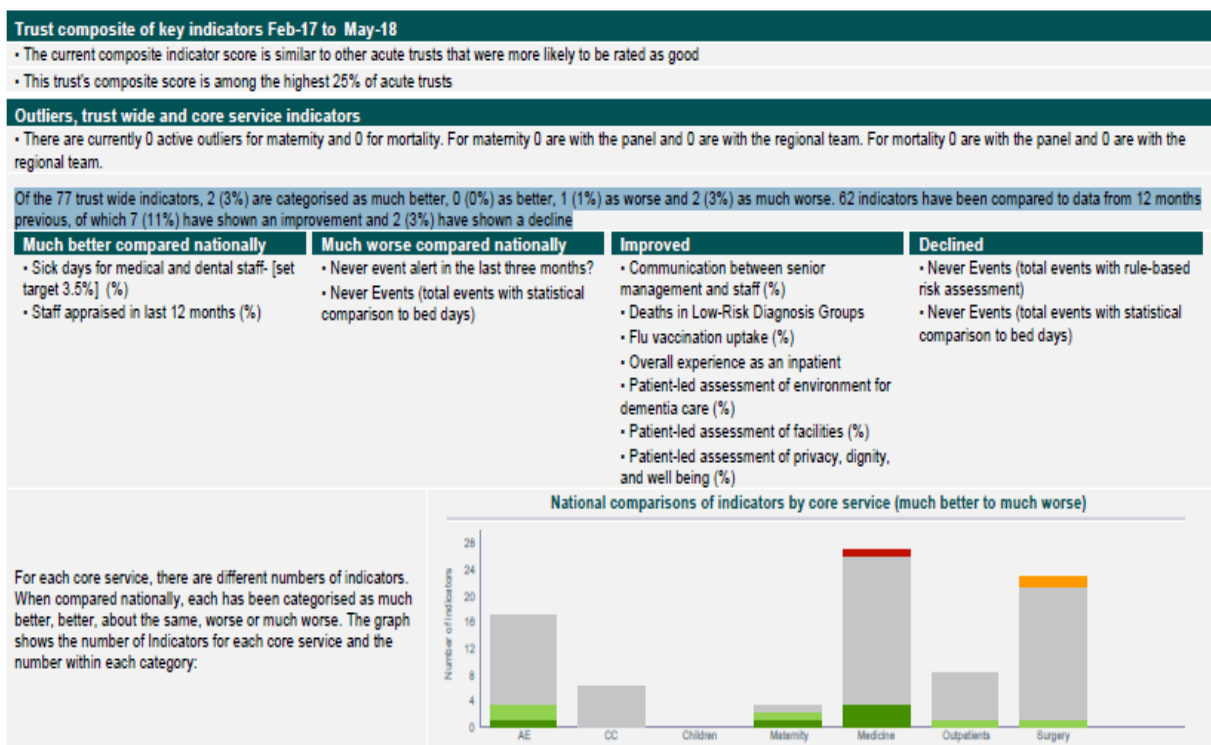 Trust composite of key indicators Feb-17 to May-18
• The current composite indicator score is similar to other acute trusts that were more likely to be rated as good
• This trust's composite score is among the highest 25% of acute trusts
Outliers, trust wide and core service indicators
• There are currently 0 active outliers for maternity and 0 for mortality. For maternity 0 are with the panel and 0 are with the regional team. For mortality 0 are with the panel and 0 are with the
regional team.
Of the 77 trust wide indicators, 2 (3%) are categorised as much better, 0 (0%) as better, 1 (1%) as worse and 2 (3%) as much worse. 62 indicators have been compared to data from 12 months
previous, of which 7 (11%) have shown an improvement and 2 (3%) have shown a decline
Much better compared nationally
• Sick days for medical and dental staff- [set
target 3.5%] (%)
• Staff appraised in last 12 months (%)
Much worse compared nationally
• Never event alert in the last three months?
• Never Events (total events with statistical
comparison to bed days)
Improved
• Communication between senior
management and staff (%)
• Deaths in Low-Risk Diagnosis Groups
• Flu vaccination uptake (%)
• Overall experience as an inpatient
• Patient-led assessment of environment for
dementia care (%)
• Patient-led assessment of facilities (%)
• Patient-led assessment of privacy, dignity,
and well being (%)
Declined
• Never Events (total events with rule-based
risk assessment)
• Never Events (total events with statistical
comparison to bed days)
For each core service, there are different numbers of indicators.
When compared nationally, each has been categorised as much
better, better, about the same, worse or much worse. The graph
shows the number of Indicators for each core service and the
number within each category:
National comparisons of indicators by core service (much better to much worse)
Number of indicators
28
24
20
16
12
8
4
0
AE
CC
Children
Maternity
Medicine
Outpatients
Surgery